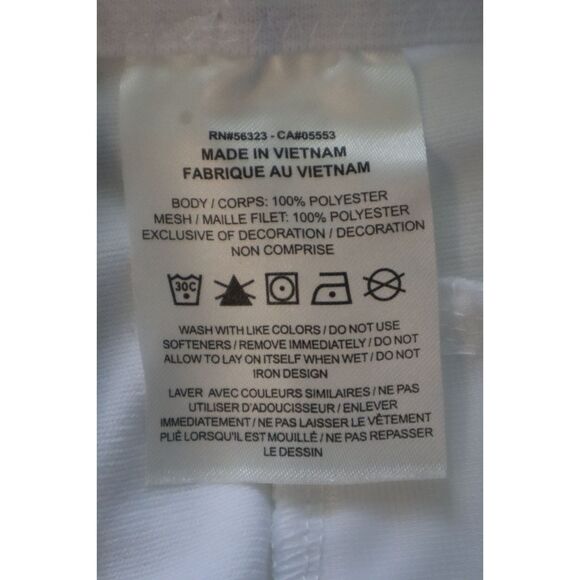 RN#56323 - CA#05553
MADE IN VIETNAM
FABRIQUE AU VIETNAM
BODY / CORPS: 100% POLYESTER
MESH / MAILLE FILET: 100% POLYESTER
EXCLUSIVE OF DECORATION / DECORATION
NON COMPRISE
30C
WASH WITH LIKE COLORS / DO NOT USE
SOFTENERS / REMOVE IMMEDIATELY / DO NOT
ALLOW TO LAY ON ITSELF WHEN WET / DO NOT
IRON DESIGN
LAVER AVEC COULEURS SIMILAIRES / NE PAS
UTILISER D'ADOUCISSEUR / ENLEVER
IMMEDIATEMENT / NE PAS LAISSER LE VÊTEMENT
PLIÉ LORSQU'IL EST MOUILLÉ / NE PAS REPASSER
LE DESSIN